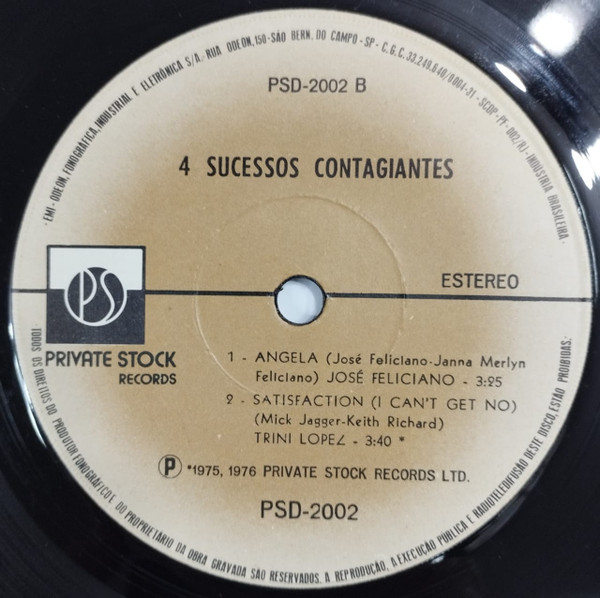 · EMI - ODEON, FONOGRÁFICA, INDUSTRIAL E ELETRÔNICA S/A. RUA ODEON, 150 - SÃO BERN. DO CAMPO - SP - C.G.C. 33.249.640/0004-31 - SCDP - PF - 002/RJ - INDÚSTRIA BRASILEIRA ·
PSD-2002 B
4 SUCESSOS CONTAGIANTES
PS
ESTEREO
PRIVATE STOCK
RECORDS
1 - ANGELA (José Feliciano-Janna Merlyn
Feliciano) JOSÉ FELICIANO - 3:25
2 - SATISFACTION (I CAN'T GET NO)
(Mick Jagger-Keith Richard)
TRINI LOPEZ - 3:40 *
Ⓟ *1975, 1976 PRIVATE STOCK RECORDS LTD.
PSD-2002
TODOS OS DIREITOS DO PRODUTOR FONOGRÁFICO E DO PROPRIETÁRIO DA OBRA GRAVADA SÃO RESERVADOS. A REPRODUÇÃO, A EXECUÇÃO PÚBLICA E RADIOTELEDIFUSÃO DESTE DISCO, ESTÃO PROIBIDAS.